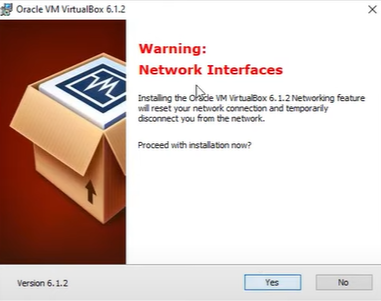 Oracle VM VirtualBox 6.1.2
Warning:
Network Interfaces
Installing the Oracle VM VirtualBox 6.1.2 Networking feature
will reset your network connection and temporarily
disconnect you from the network.
Proceed with installation now?
Version 6.1.2
Yes
No